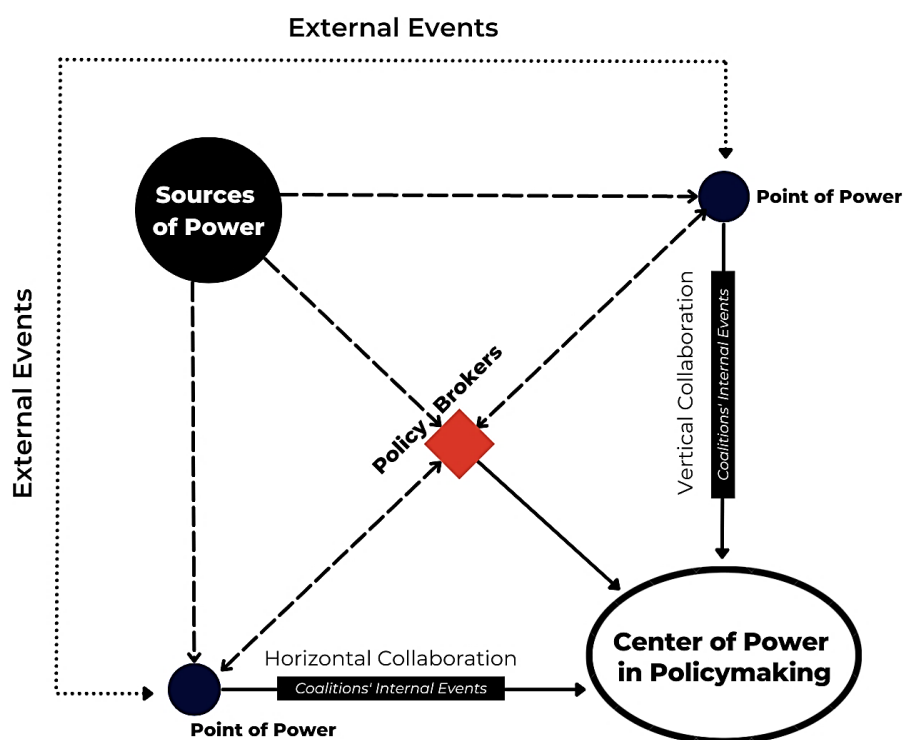 External Events
Sources
of Power
Point of Power
External Events
Vertical Collaboration
Coalitions' Internal Events
Policy Brokers
Center of Power
in Policymaking
Horizontal Collaboration
Coalitions' Internal Events
Point of Power